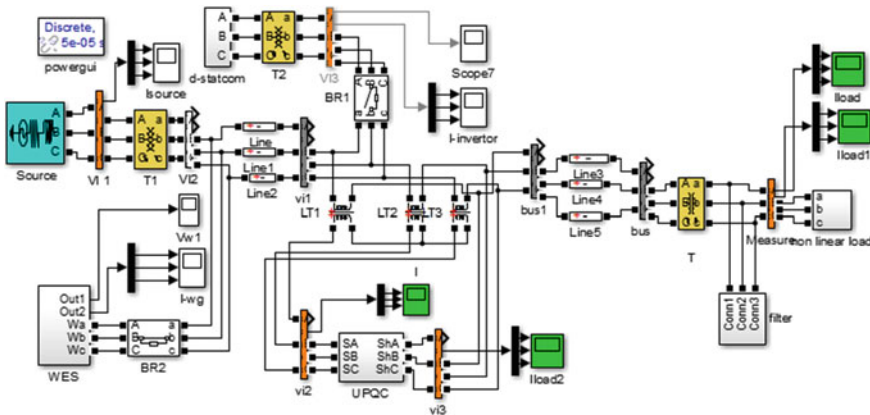 Discrete,
5e-05 s
powergui
A
B
C
d-statcom
A a
B b
C c
T2
VI3
Scope7
A B C
a b c
BR1
I-invertor
Isource
Source
A
B
C
VI 1
A a
B b
C c
T1
VI2
Line
Line1
Line2
vi1
LT1
LT2
LT3
bus1
Line3
Line4
Line5
bus
A a
B b
C c
T
Measure
Iload
Iload1
a
b
c
non linear load
Conn1
Conn2
Conn3
filter
Vw1
I-wg
Out1
Out2
Wa
Wb
Wc
WES
A a
B b
C c
BR2
I
vi2
SA ShA
SB ShB
SC ShC
UPQC
vi3
Iload2